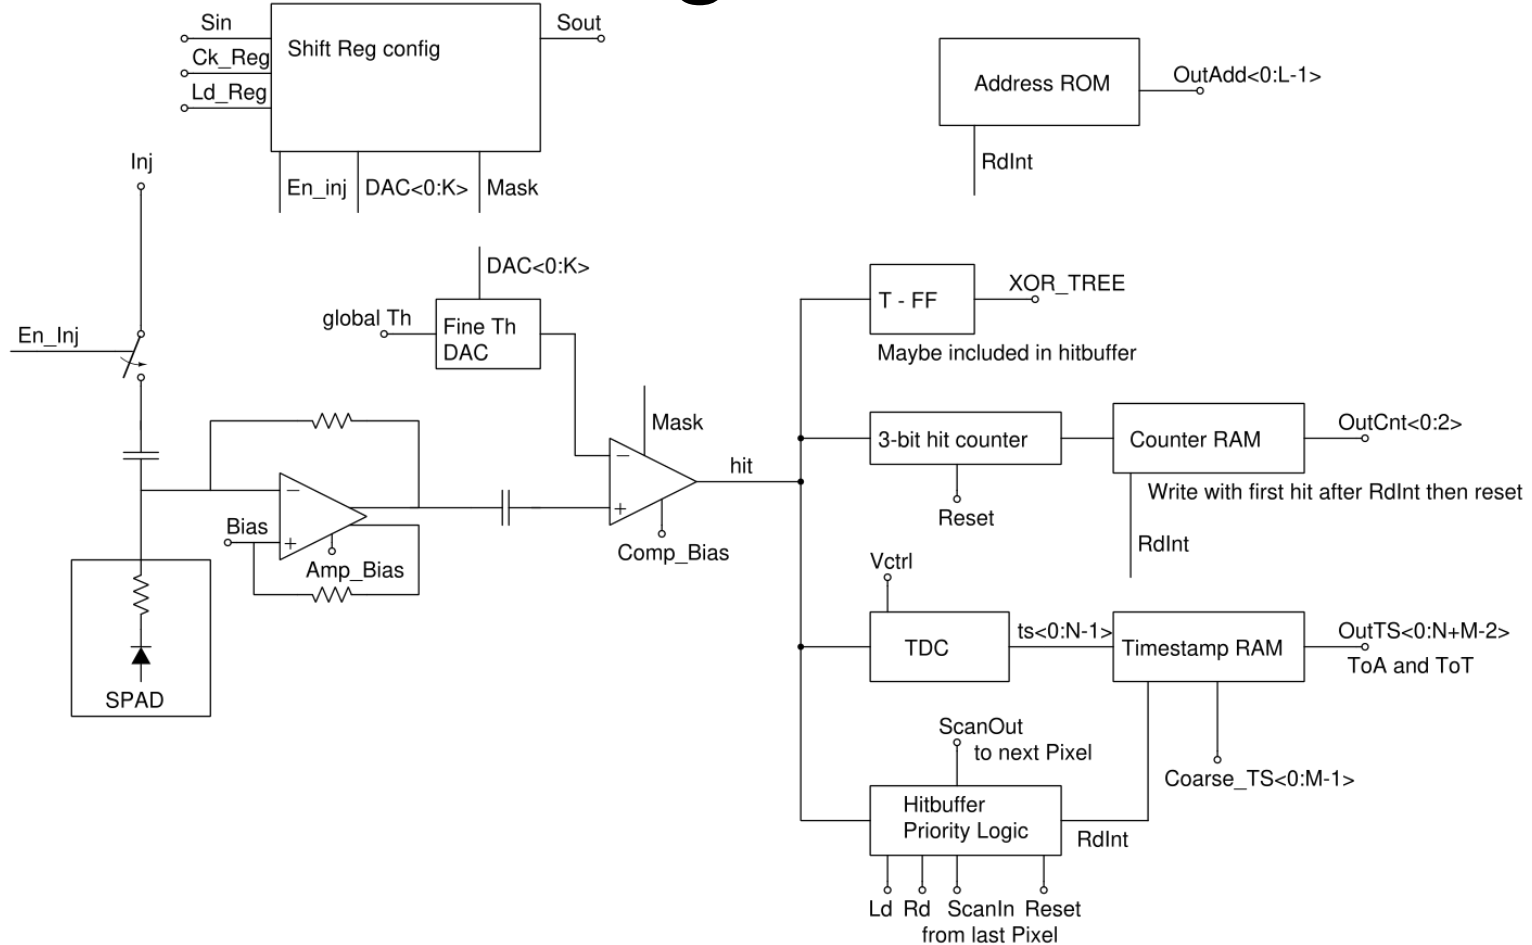 Sin
Ck_Reg
Ld_Reg
Shift Reg config
Sout
En_inj
DAC<0:K>
Mask
Address ROM
OutAdd<0:L-1>
RdInt
Inj
En_Inj
DAC<0:K>
global Th
Fine Th
DAC
Mask
hit
Comp_Bias
Bias
Amp_Bias
SPAD
−
+
−
+
T - FF
XOR_TREE
Maybe included in hitbuffer
3-bit hit counter
Reset
Counter RAM
OutCnt<0:2>
Write with first hit after RdInt then reset
RdInt
Vctrl
TDC
ts<0:N-1>
Timestamp RAM
OutTS<0:N+M-2>
ToA and ToT
Coarse_TS<0:M-1>
ScanOut
to next Pixel
Hitbuffer
Priority Logic
RdInt
Ld Rd ScanIn Reset
from last Pixel